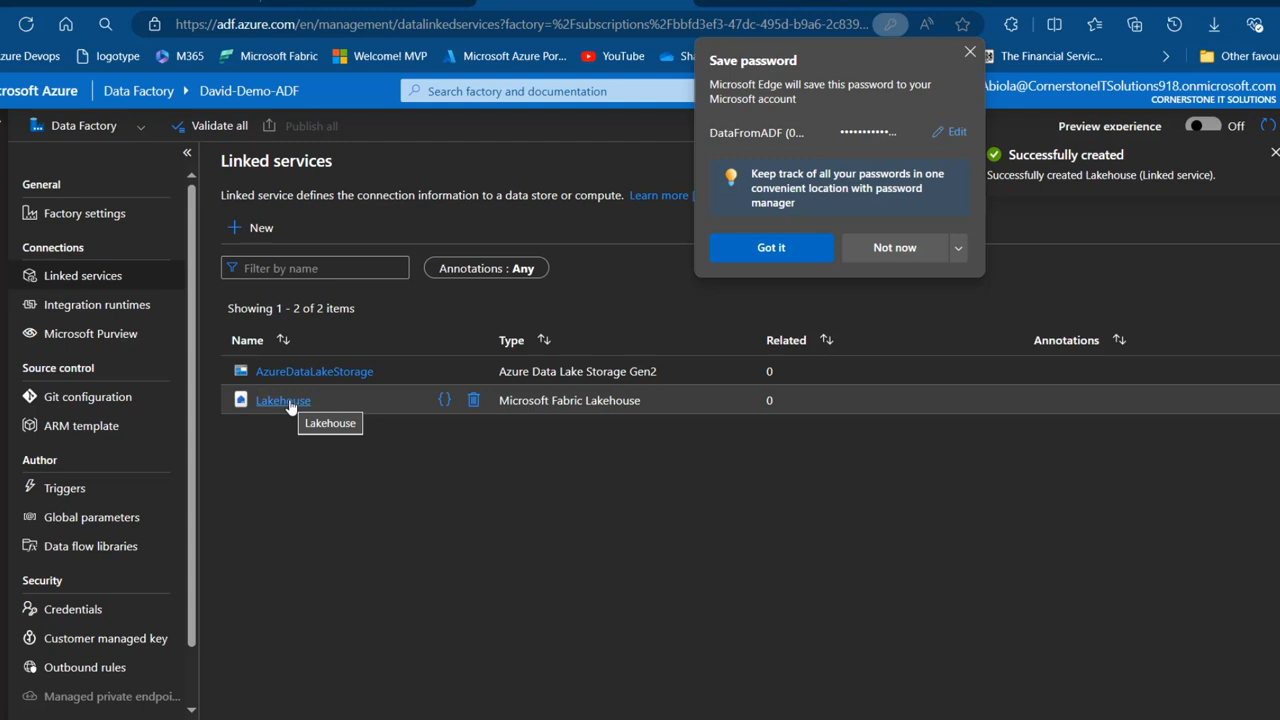 https://adf.azure.com/en/management/datalinkedservices?factory=%2Fsubscriptions%2Fbbfd3ef3-47dc-495d-b9a6-2c839...
zure Devops
logotype
M365
Microsoft Fabric
Welcome! MVP
Microsoft Azure Por...
YouTube
Sha
The Financial Servic...
Other favou
crosoft Azure
Data Factory
David-Demo-ADF
Search factory and documentation
Abiola@CornerstoneITSolutions918.onmicrosoft.com
CORNERSTONE IT SOLUTIONS
Save password
Microsoft Edge will save this password to your
Microsoft account
DataFromADF (0... •••••••••••... Edit
Keep track of all your passwords in one
convenient location with password
manager
Got it
Not now
Data Factory
Validate all
Publish all
Preview experience
Off
Successfully created
Successfully created Lakehouse (Linked service).
General
Factory settings
Connections
Linked services
Integration runtimes
Microsoft Purview
Source control
Git configuration
ARM template
Author
Triggers
Global parameters
Data flow libraries
Security
Credentials
Customer managed key
Outbound rules
Managed private endpoi...
Linked services
Linked service defines the connection information to a data store or compute. Learn more
New
Filter by name
Annotations : Any
Showing 1 - 2 of 2 items
Name Type Related Annotations
AzureDataLakeStorage Azure Data Lake Storage Gen2 0
Lakehouse {} Microsoft Fabric Lakehouse 0
Lakehouse